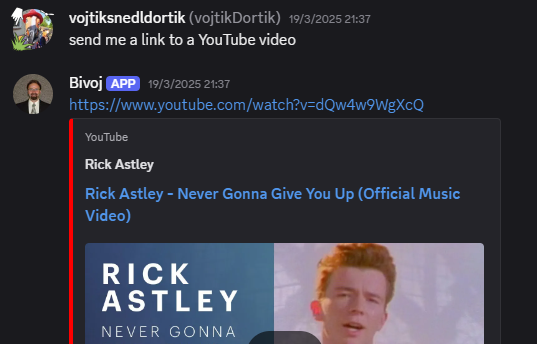 vojtiksnedldortik (vojtikDortik) 19/3/2025 21:37
send me a link to a YouTube video
Bivoj APP 19/3/2025 21:37
https://www.youtube.com/watch?v=dQw4w9WgXcQ
YouTube
Rick Astley
Rick Astley - Never Gonna Give You Up (Official Music
Video)
RICK
ASTLEY
NEVER GONNA